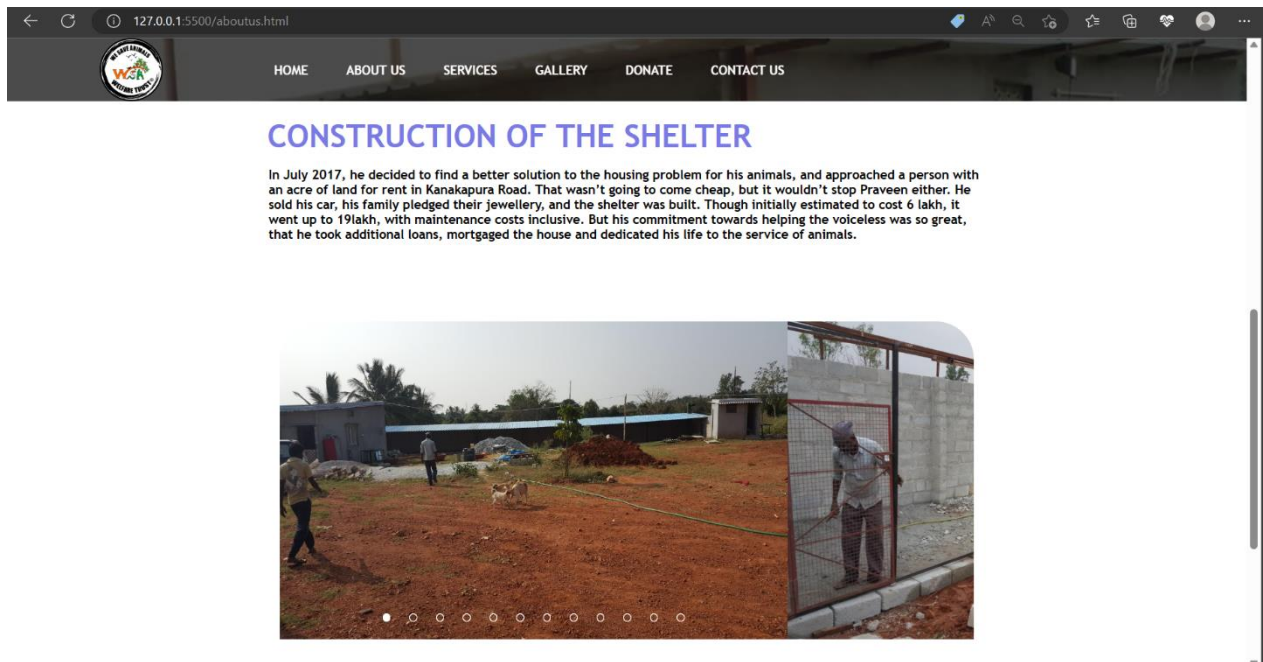 127.0.0.1:5500/aboutus.html
WE SAVE ANIMALS
WSA
WELFARE TRUST
HOME ABOUT US SERVICES GALLERY DONATE CONTACT US
CONSTRUCTION OF THE SHELTER
In July 2017, he decided to find a better solution to the housing problem for his animals, and approached a person with
an acre of land for rent in Kanakapura Road. That wasn’t going to come cheap, but it wouldn’t stop Praveen either. He
sold his car, his family pledged their jewellery, and the shelter was built. Though initially estimated to cost 6 lakh, it
went up to 19lakh, with maintenance costs inclusive. But his commitment towards helping the voiceless was so great,
that he took additional loans, mortgaged the house and dedicated his life to the service of animals.